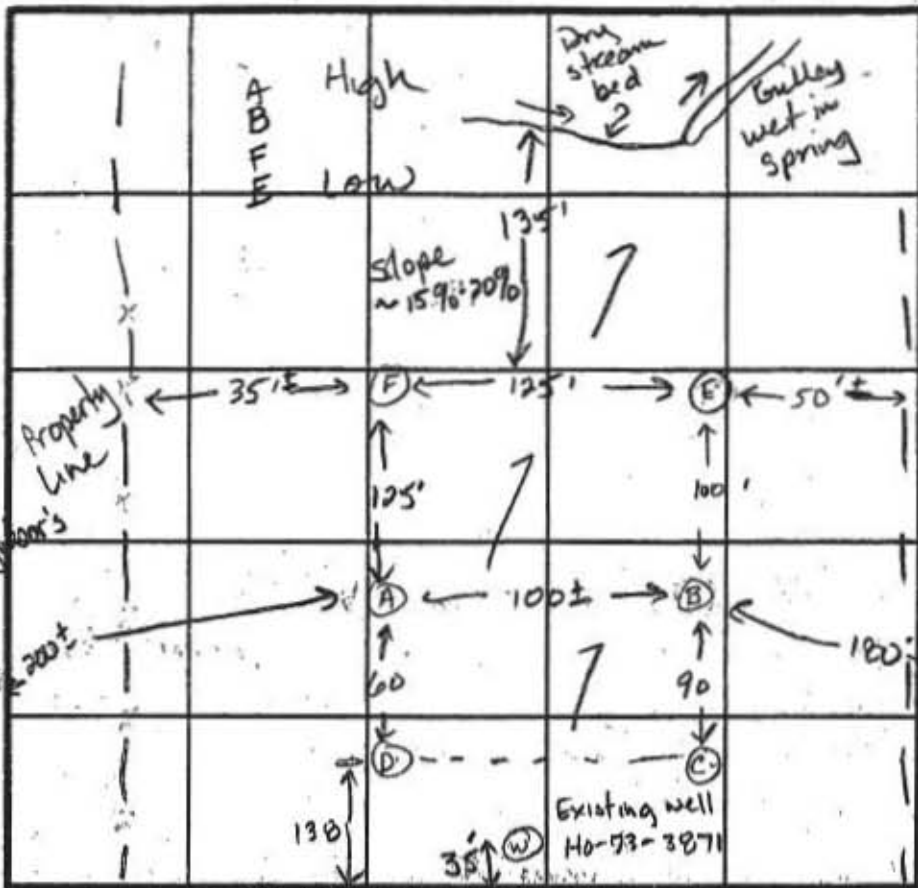 High
A
B
F
E
Low
Dry
stream
bed
Gulley
wet in
spring
135'
slope
~ 15%-20%
35'±
F
125'
E
50'±
Property
Line
125'
100'
A
100±
B
200±
180±
60
90
D
C
138
35'
W
Existing well
Ho-73-3871